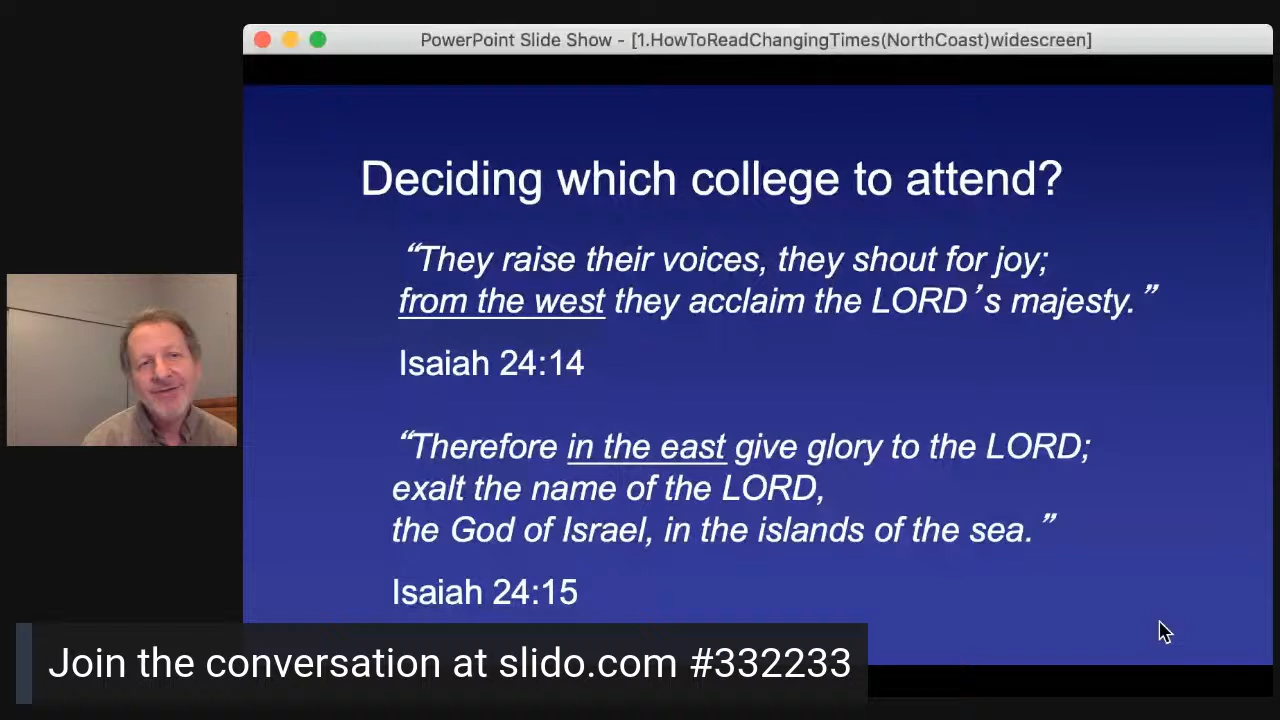 PowerPoint Slide Show - [1.HowToReadChangingTimes(NorthCoast)widescreen]
Deciding which college to attend?
“They raise their voices, they shout for joy;
from the west they acclaim the LORD’s majesty.”
Isaiah 24:14
“Therefore in the east give glory to the LORD;
exalt the name of the LORD,
the God of Israel, in the islands of the sea.”
Isaiah 24:15
Join the conversation at slido.com #332233